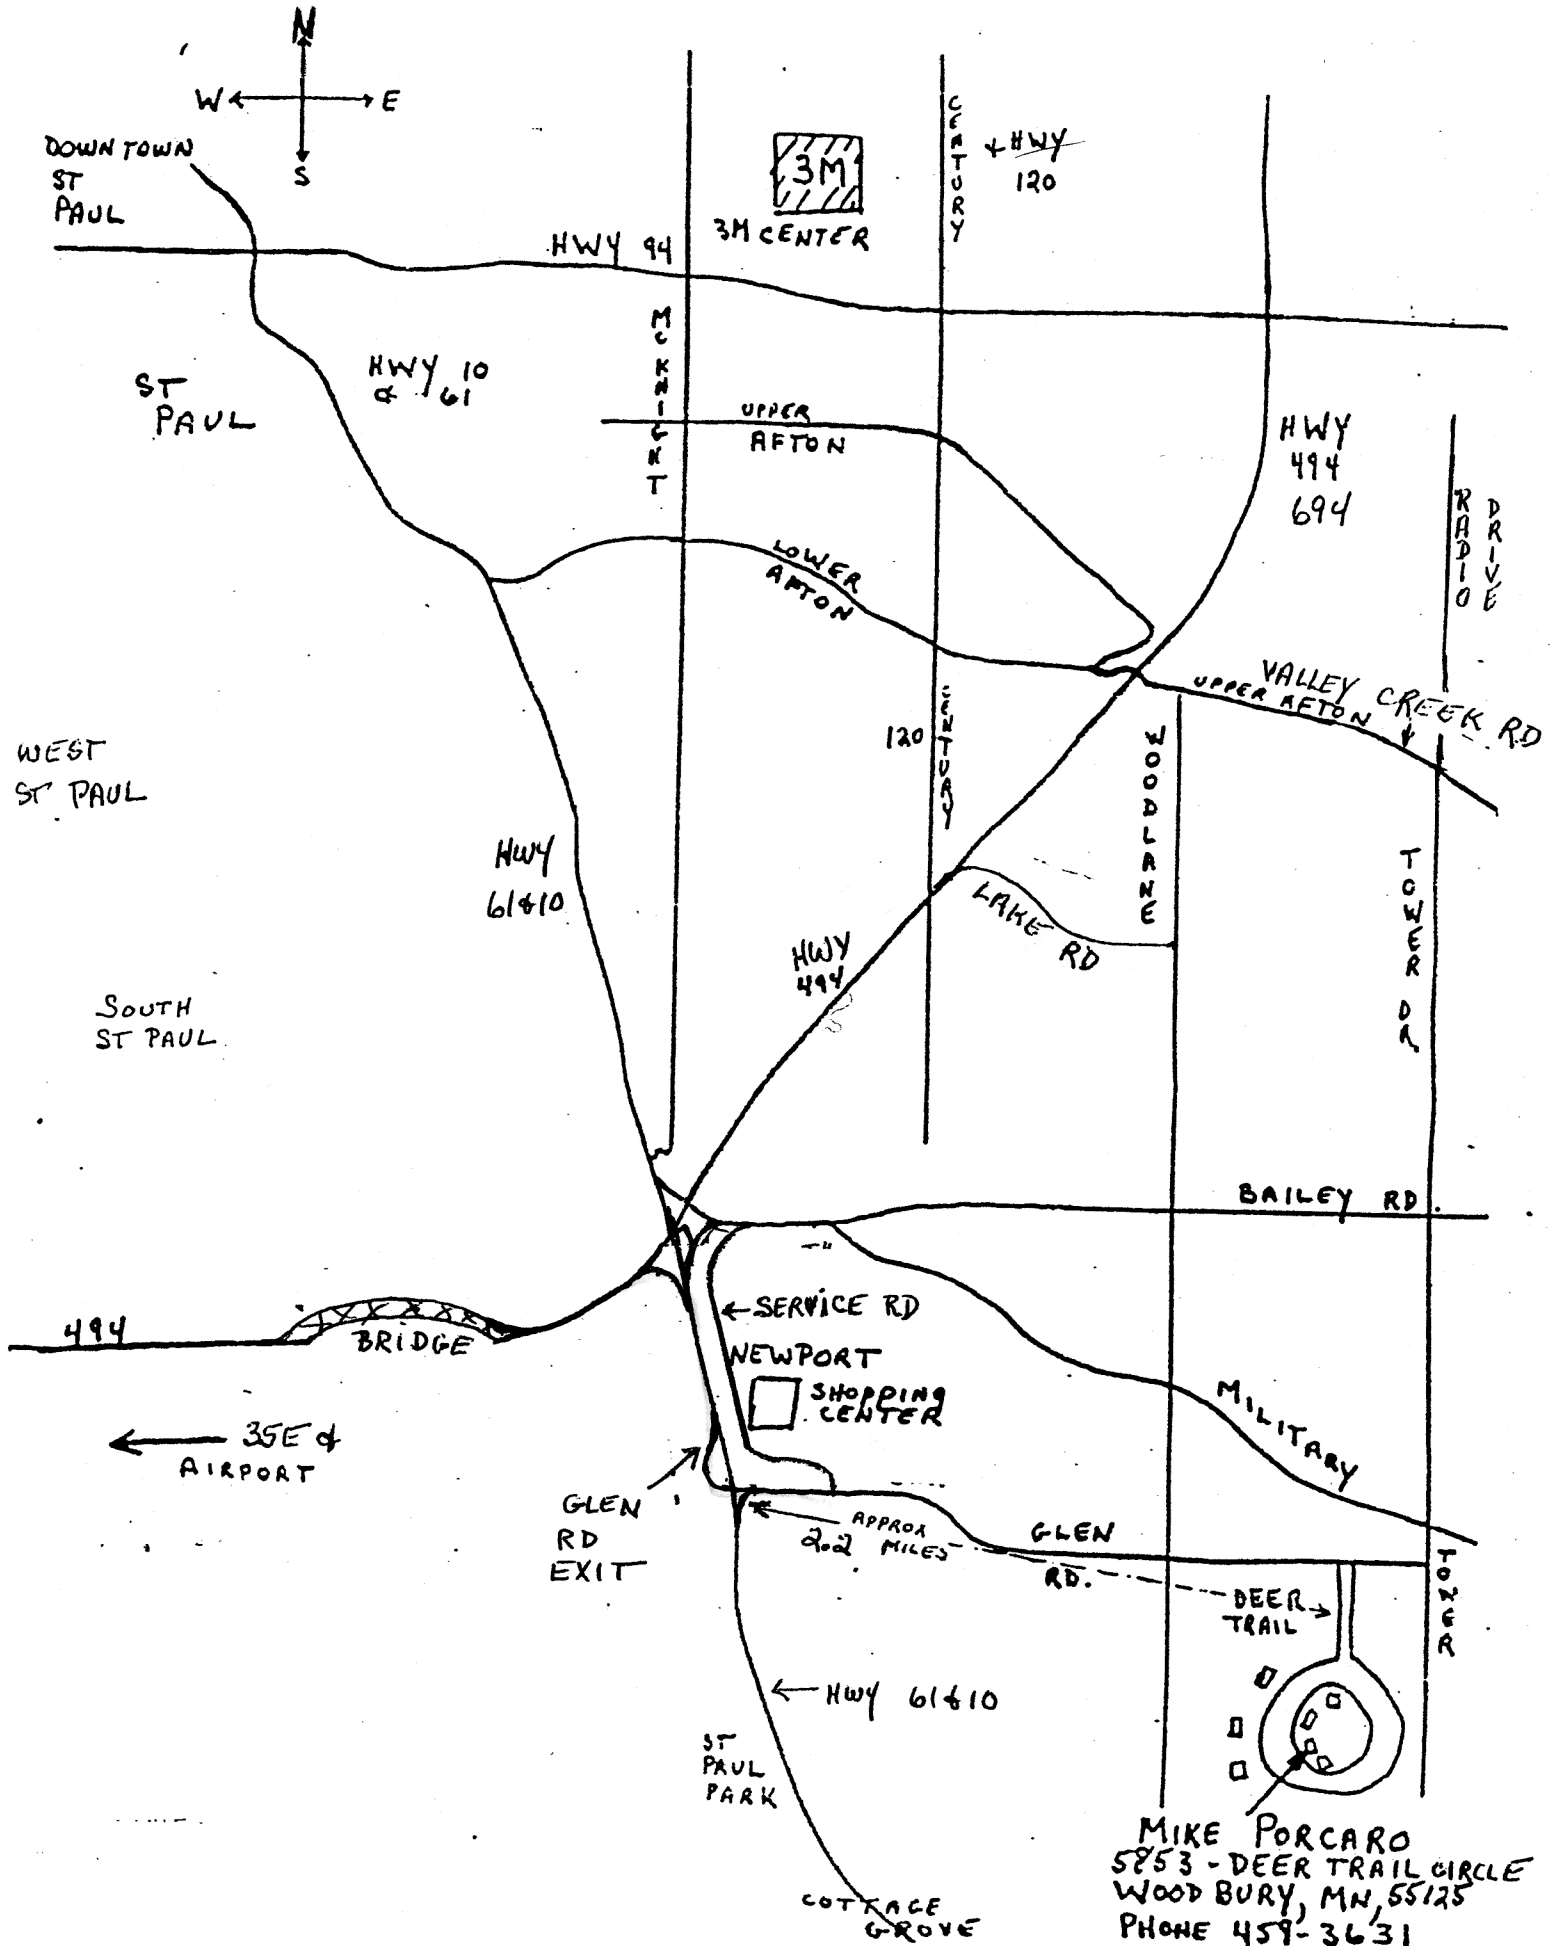 N
W E
S
DOWNTOWN
ST
PAUL
3M
3M CENTER
CENTURY
& HWY
120
HWY 94
MCKNIGHT
HWY 10
& 61
ST
PAUL
UPPER
AFTON
HWY
494
694
RADIO
DRIVE
LOWER
AFTON
VALLEY CREEK RD
UPPER AFTON
WEST
ST PAUL
120
CENTURY
WOODLANE
HWY
61&10
LAKE RD
TOWER DR.
HWY
494
SOUTH
ST PAUL
BAILEY RD.
SERVICE RD
494
BRIDGE
NEWPORT
SHOPPING
CENTER
MILITARY
35E &
AIRPORT
GLEN
RD
EXIT
APPROX
2.2 MILES
GLEN
RD.
TOWER
DEER
TRAIL
HWY 61&10
ST
PAUL
PARK
MIKE PORCARO
5853 - DEER TRAIL CIRCLE
WOODBURY, MN, 55125
PHONE 459-3631
COTTAGE
GROVE